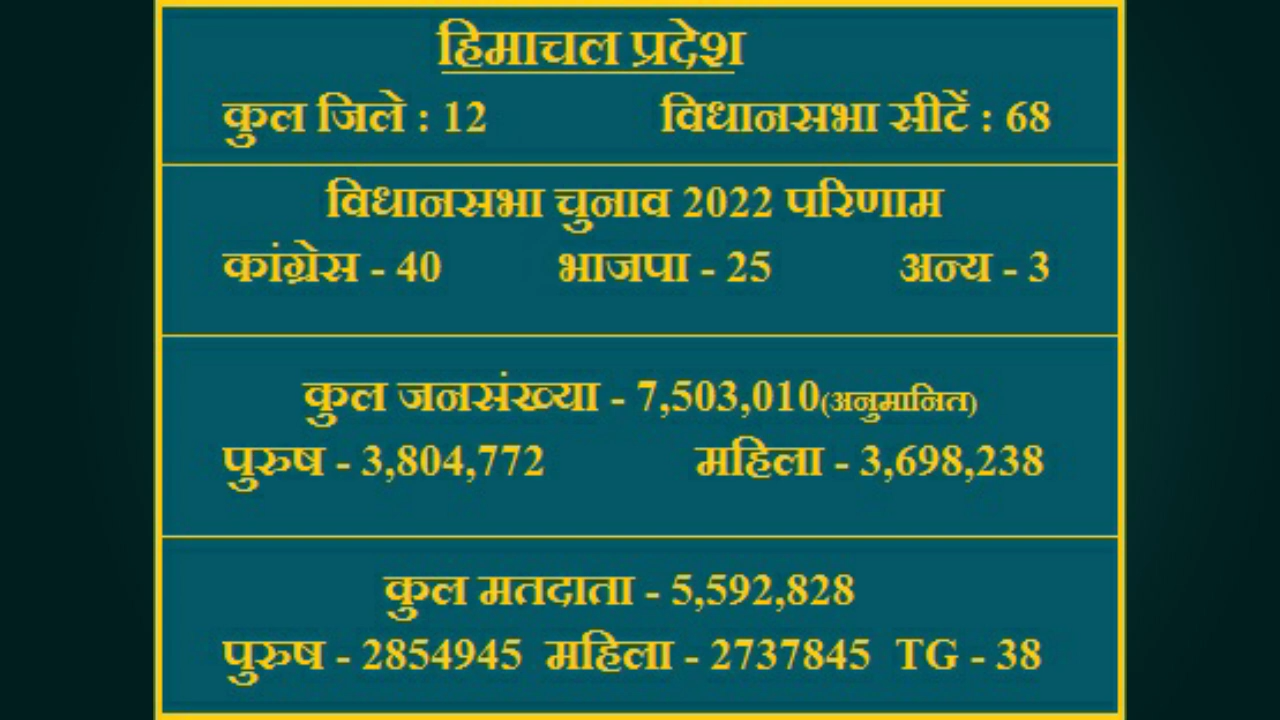 हिमाचल प्रदेश
कुल जिले : 12 विधानसभा सीटें : 68
विधानसभा चुनाव 2022 परिणाम
कांग्रेस - 40 भाजपा - 25 अन्य - 3
कुल जनसंख्या - 7,503,010(अनुमानित)
पुरुष - 3,804,772 महिला - 3,698,238
कुल मतदाता - 5,592,828
पुरुष - 2854945 महिला - 2737845 TG - 38